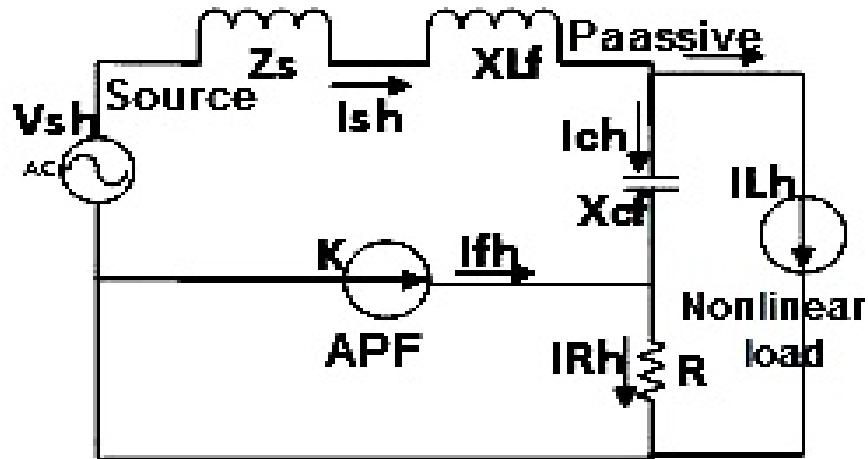 Paassive
Zs
XLf
Source
Ish
Vsh
Ich
AC
ILh
Xcf
K
Ifh
Nonlinear
APF
IRh
R
load